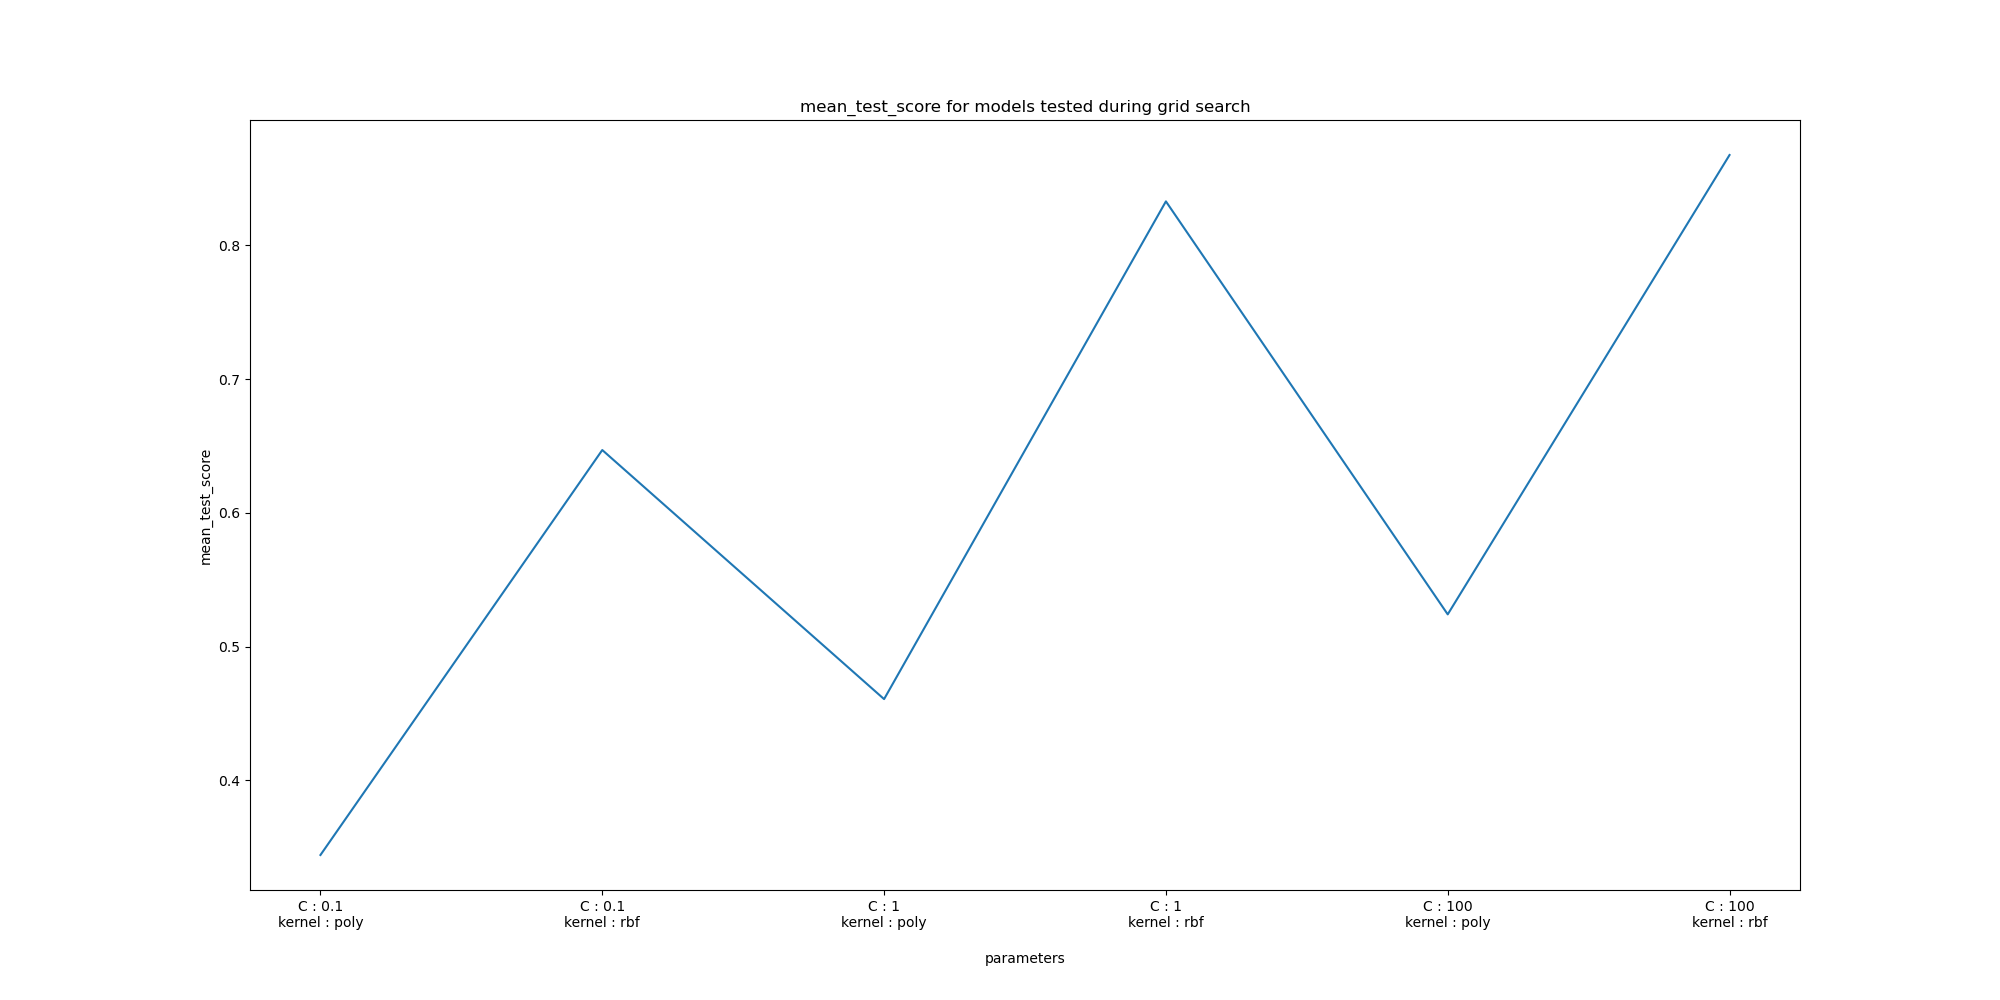 mean_test_score for models tested during grid search
mean_test_score
0.8
0.7
0.6
0.5
0.4
C : 0.1
kernel : poly
C : 0.1
kernel : rbf
C : 1
kernel : poly
C : 1
kernel : rbf
C : 100
kernel : poly
C : 100
kernel : rbf
parameters